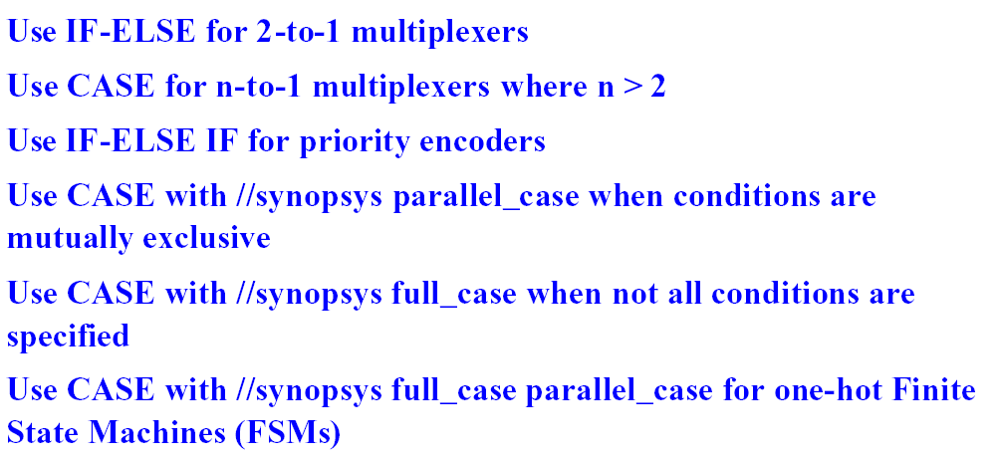 Use IF-ELSE for 2-to-1 multiplexers
Use CASE for n-to-1 multiplexers where n > 2
Use IF-ELSE IF for priority encoders
Use CASE with //synopsys parallel_case when conditions are
mutually exclusive
Use CASE with //synopsys full_case when not all conditions are
specified
Use CASE with //synopsys full_case parallel_case for one-hot Finite
State Machines (FSMs)